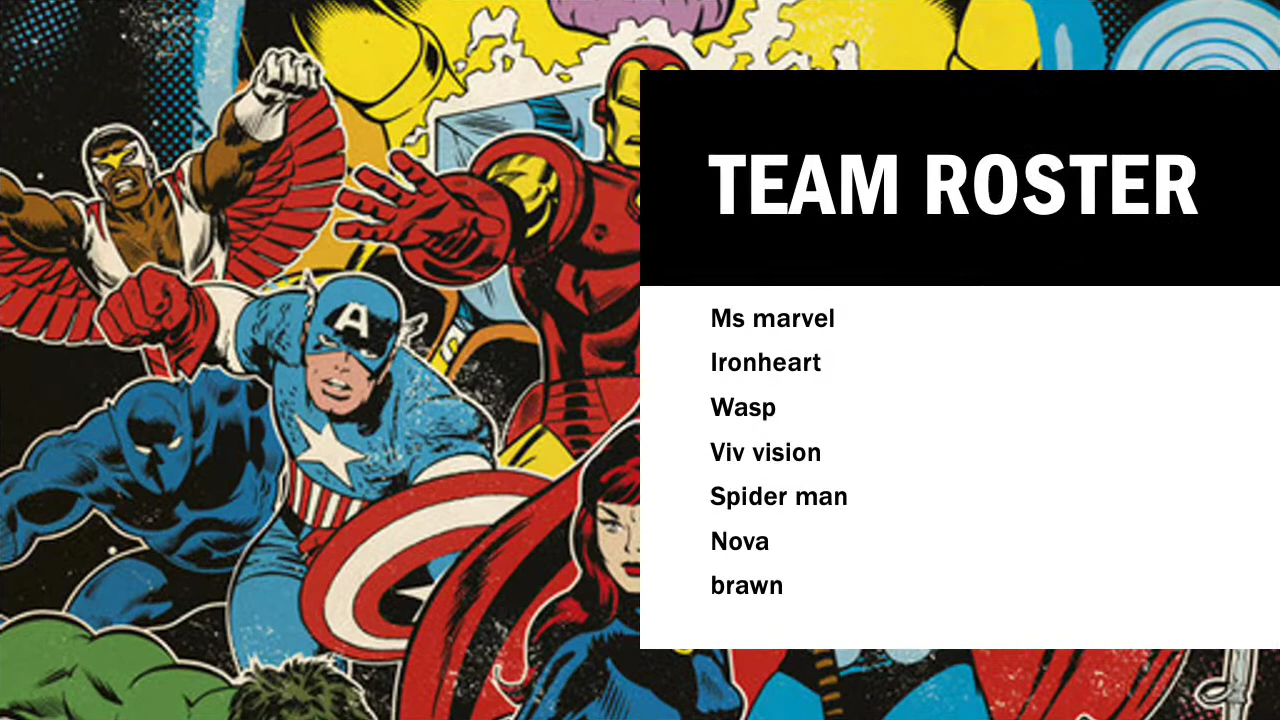 TEAM ROSTER
Ms marvel
Ironheart
Wasp
Viv vision
Spider man
Nova
brawn
A